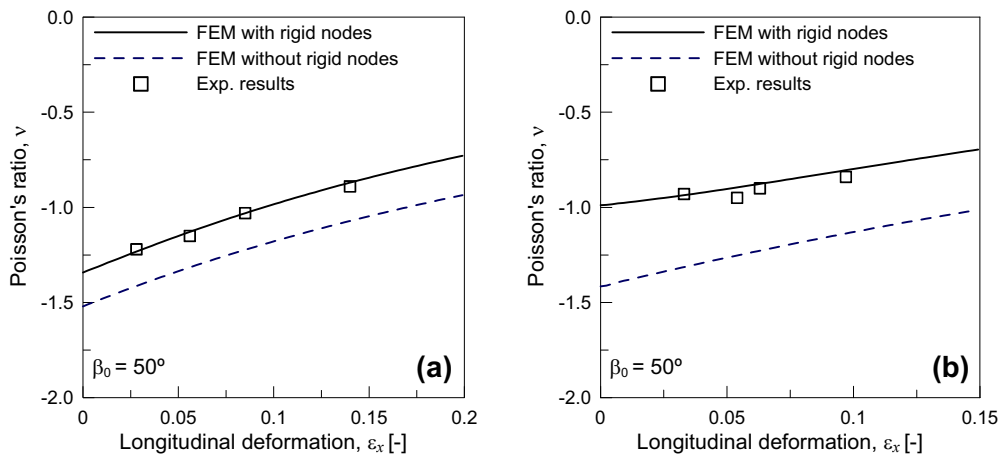 0.0
-0.5
-1.0
-1.5
-2.0
Poisson's ratio, ν
FEM with rigid nodes
FEM without rigid nodes
Exp. results
β0 = 50º
(a)
0
0.05
0.1
0.15
0.2
Longitudinal deformation, εx [-]
0.0
-0.5
-1.0
-1.5
-2.0
Poisson's ratio, ν
FEM with rigid nodes
FEM without rigid nodes
Exp. results
β0 = 50º
(b)
0
0.05
0.1
0.15
Longitudinal deformation, εx [-]